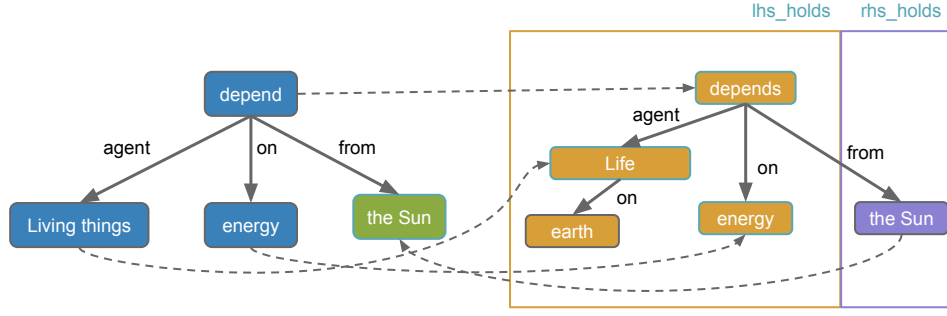 lhs_holds rhs_holds
depend
depends
agent on from
agent
Life
on
on
from
Living things energy the Sun
earth energy the Sun